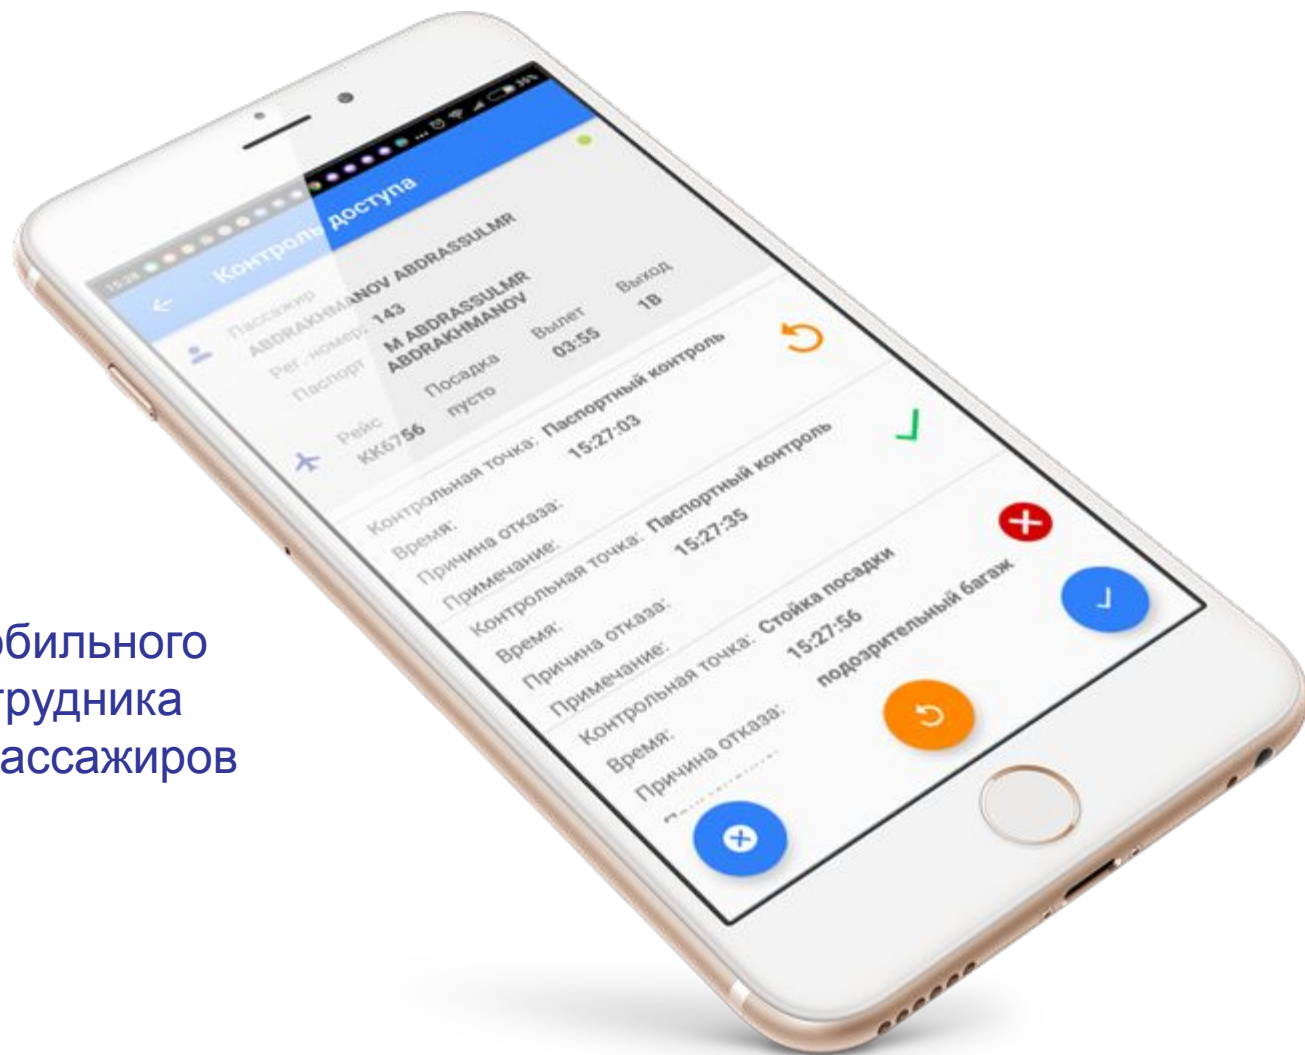 обильного
трудника
ассажиров
15:28 ... 35%
Контроль доступа
Пассажир
ABDRAKHMANOV ABDRASSULMR
Рег. номер: 143
Паспорт M ABDRASSULMR
ABDRAKHMANOV
Рейс Посадка Вылет Выход
KK6756 пусто 03:55 1B
Контрольная точка: Паспортный контроль
Время: 15:27:03
Причина отказа:
Примечание:
Контрольная точка: Паспортный контроль
Время: 15:27:35
Причина отказа:
Примечание:
Контрольная точка: Стойка посадки
Время: 15:27:56
Причина отказа: подозрительный багаж